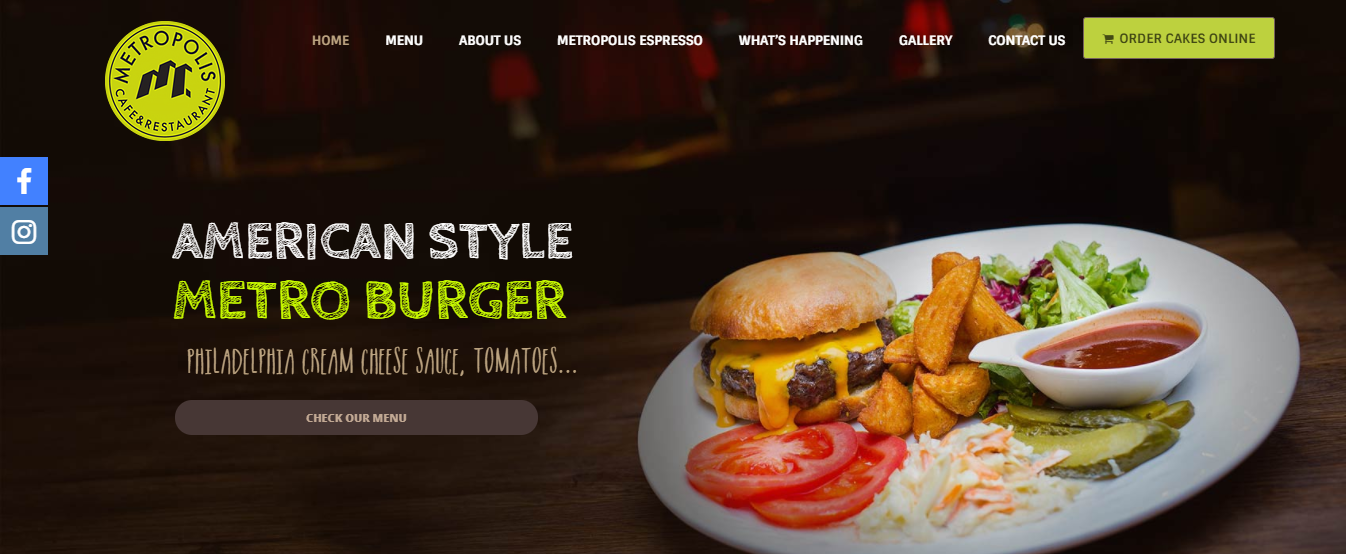 METROPOLIS
CAFE & RESTAURANT
HOME MENU ABOUT US METROPOLIS ESPRESSO WHAT'S HAPPENING GALLERY CONTACT US ORDER CAKES ONLINE
AMERICAN STYLE
METRO BURGER
PHILADELPHIA CREAM CHEESE SAUCE, TOMATOES...
CHECK OUR MENU